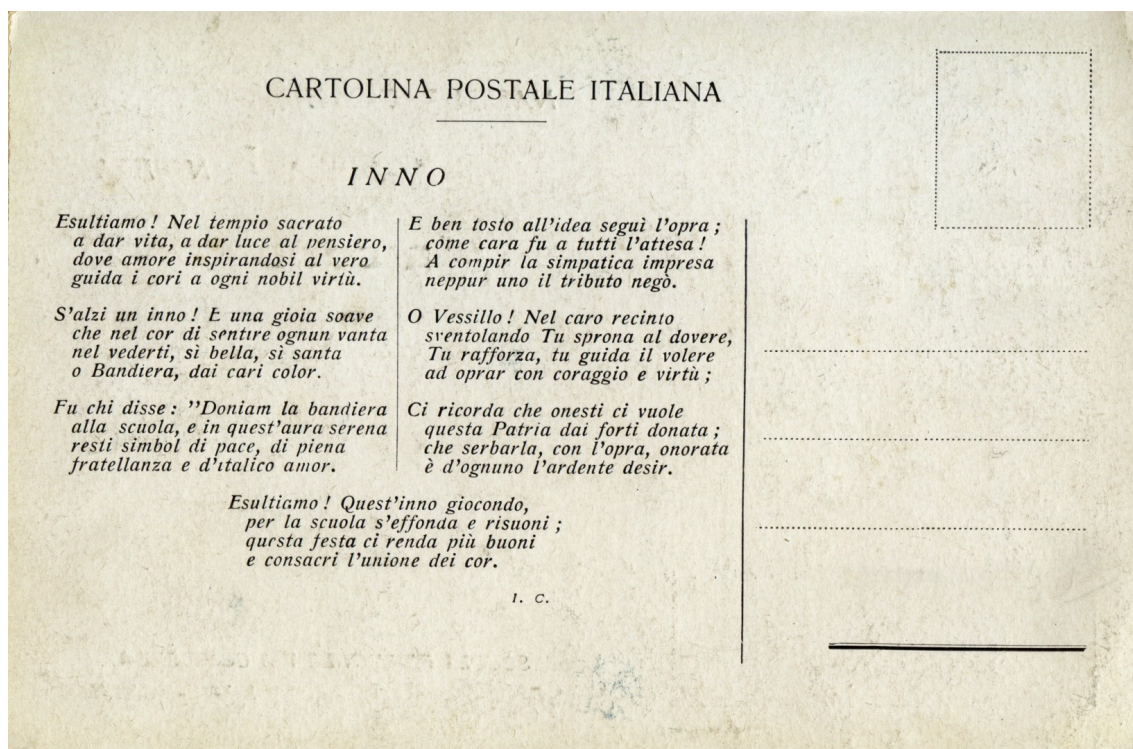 CARTOLINA POSTALE ITALIANA
INNO
Esultiamo ! Nel tempio sacrato
a dar vita, a dar luce al pensiero,
dove amore inspirandosi al vero
guida i cori a ogni nobil virtù.
S'alzi un inno ! E una gioia soave
che nel cor di sentire ognun vanta
nel vederti, sì bella, sì santa
o Bandiera, dai cari color.
Fu chi disse : "Doniam la bandiera
alla scuola, e in quest'aura serena
resti simbol di pace, di piena
fratellanza e d'italico amor.
E ben tosto all'idea seguì l'opra ;
come cara fu a tutti l'attesa !
A compir la simpatica impresa
neppur uno il tributo negò.
O Vessillo ! Nel caro recinto
sventolando Tu sprona al dovere,
Tu rafforza, tu guida il volere
ad oprar con coraggio e virtù ;
Ci ricorda che onesti ci vuole
questa Patria dai forti donata ;
che serbarla, con l'opra, onorata
è d'ognuno l'ardente desir.
Esultiamo ! Quest'inno giocondo,
per la scuola s'effonda e risuoni ;
questa festa ci renda più buoni
e consacri l'unione dei cor.
I. C.